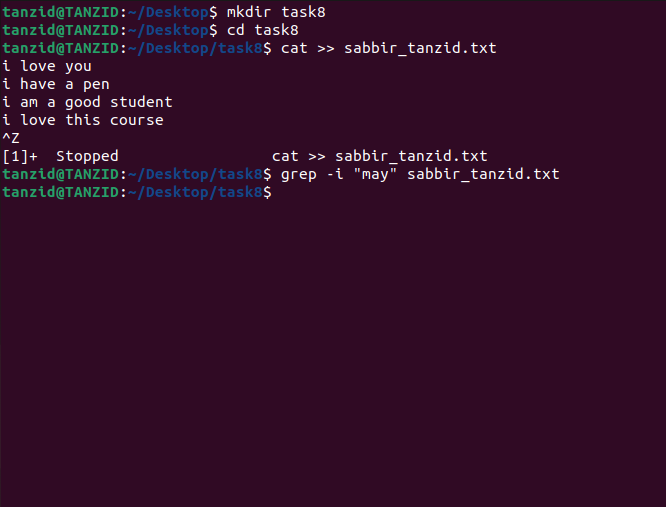 tanzid@TANZID:~/Desktop$ mkdir task8
tanzid@TANZID:~/Desktop$ cd task8
tanzid@TANZID:~/Desktop/task8$ cat >> sabbir_tanzid.txt
i love you
i have a pen
i am a good student
i love this course
^Z
[1]+  Stopped                 cat >> sabbir_tanzid.txt
tanzid@TANZID:~/Desktop/task8$ grep -i "may" sabbir_tanzid.txt
tanzid@TANZID:~/Desktop/task8$